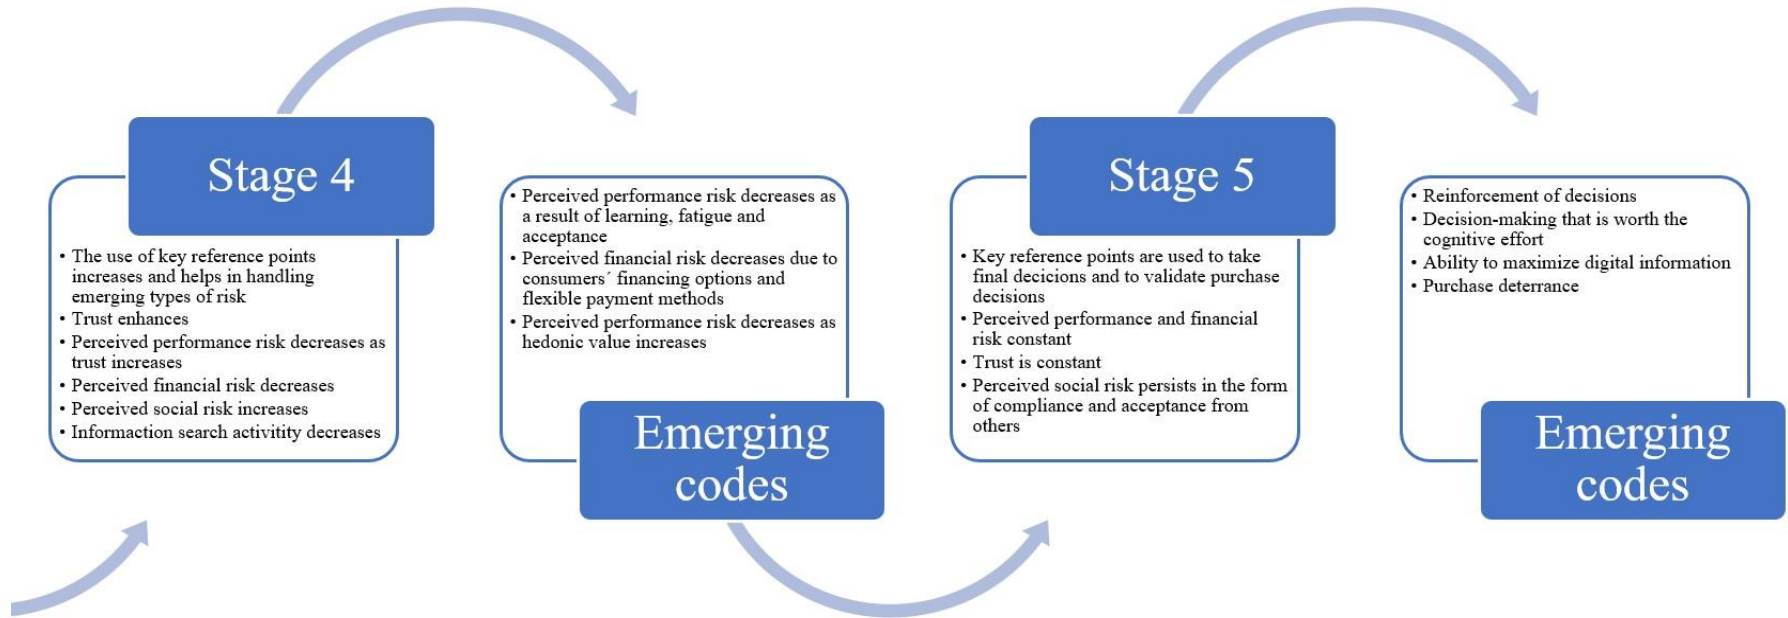 Stage 4
• The use of key reference points
increases and helps in handling
emerging types of risk
• Trust enhances
• Perceived performance risk decreases as
trust increases
• Perceived financial risk decreases
• Perceived social risk increases
• Informaction search activitity decreases
• Perceived performance risk decreases as
a result of learning, fatigue and
acceptance
• Perceived financial risk decreases due to
consumers´ financing options and
flexible payment methods
• Perceived performance risk decreases as
hedonic value increases
Emerging
codes
Stage 5
• Key reference points are used to take
final decicions and to validate purchase
decisions
• Perceived performance and financial
risk constant
• Trust is constant
• Perceived social risk persists in the form
of compliance and acceptance from
others
• Reinforcement of decisions
• Decision-making that is worth the
cognitive effort
• Ability to maximize digital information
• Purchase deterrance
Emerging
codes